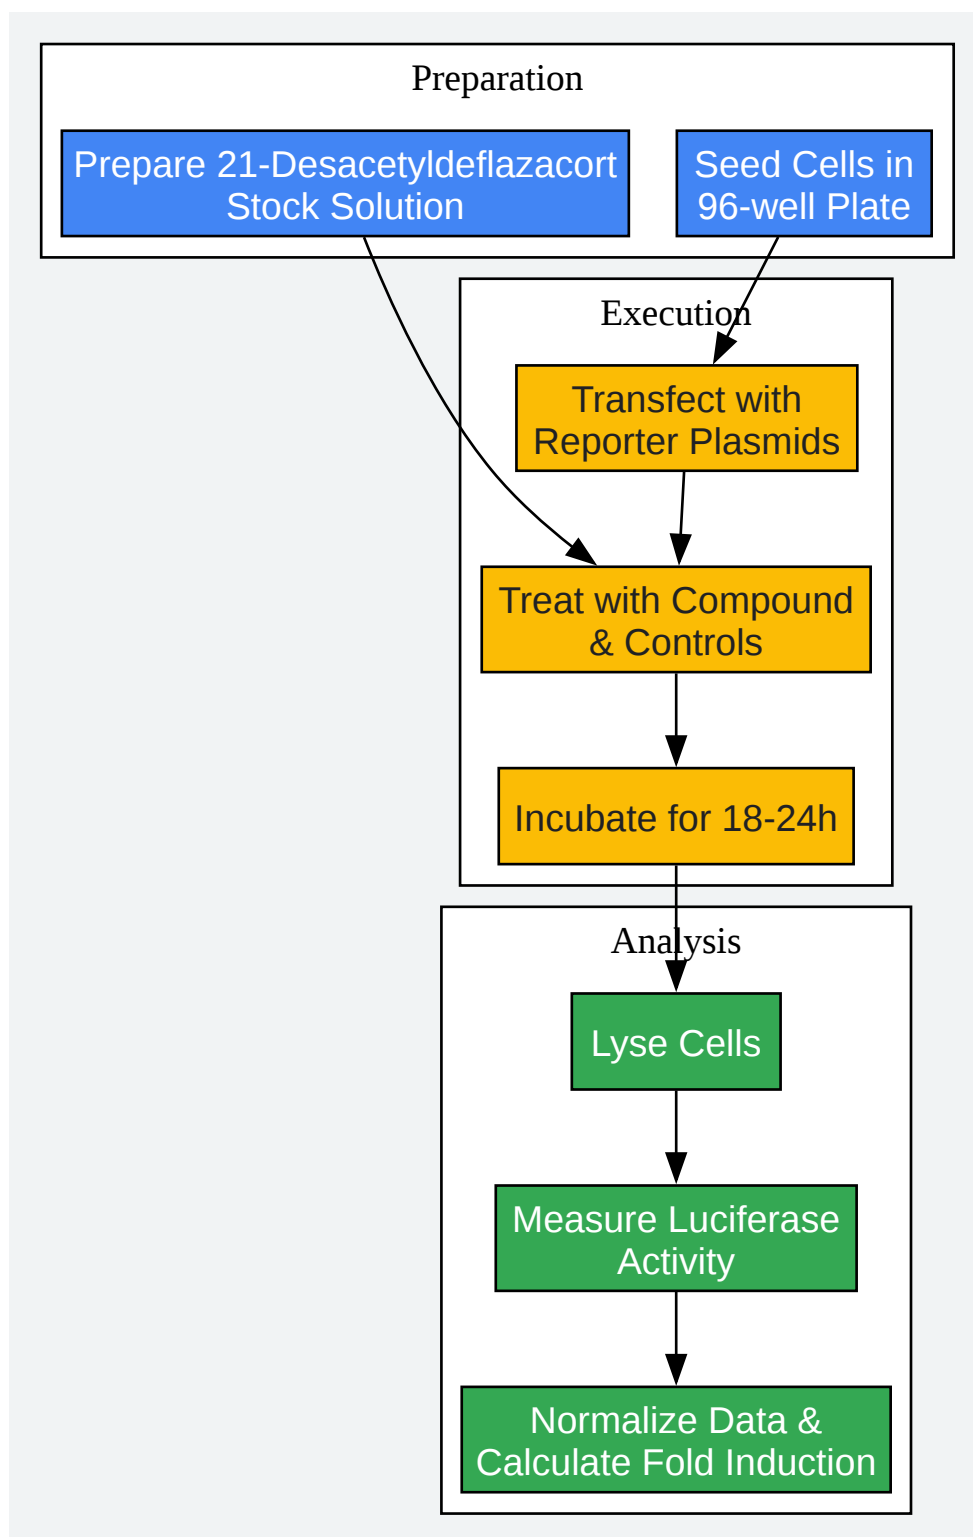 Preparation
Prepare 21-Desacetyldeflazacort
Stock Solution
Seed Cells in
96-well Plate
Execution
Transfect with
Reporter Plasmids
Treat with Compound
& Controls
Incubate for 18-24h
Analysis
Lyse Cells
Measure Luciferase
Activity
Normalize Data &
Calculate Fold Induction